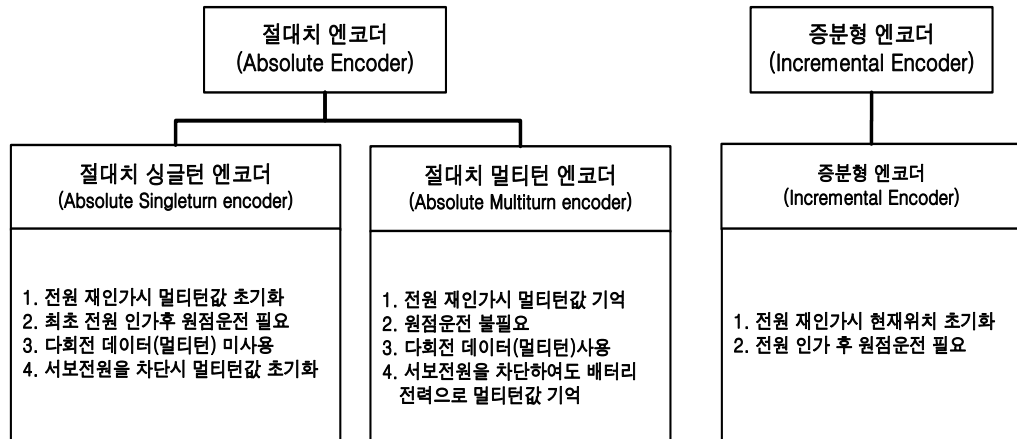 절대치 엔코더
(Absolute Encoder)
증분형 엔코더
(Incremental Encoder)
절대치 싱글턴 엔코더
(Absolute Singleturn encoder)
1. 전원 재인가시 멀티턴값 초기화
2. 최초 전원 인가후 원점운전 필요
3. 다회전 데이터(멀티턴) 미사용
4. 서보전원을 차단시 멀티턴값 초기화
절대치 멀티턴 엔코더
(Absolute Multiturn encoder)
1. 전원 재인가시 멀티턴값 기억
2. 원점운전 불필요
3. 다회전 데이터(멀티턴)사용
4. 서보전원을 차단하여도 배터리
전력으로 멀티턴값 기억
증분형 엔코더
(Incremental Encoder)
1. 전원 재인가시 현재위치 초기화
2. 전원 인가 후 원점운전 필요